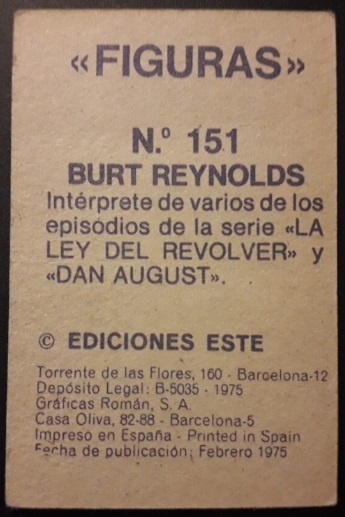 «FIGURAS»
N.º 151
BURT REYNOLDS
Intérprete de varios de los
episódios de la serie «LA
LEY DEL REVOLVER» y
«DAN AUGUST».
© EDICIONES ESTE
Torrente de las Flores, 160 - Barcelona-12
Depósito Legal: B-5035 - 1975
Gráficas Román, S. A.
Casa Oliva, 82-88 - Barcelona-5
Impreso en España - Printed in Spain
Fecha de publicación: Febrero 1975